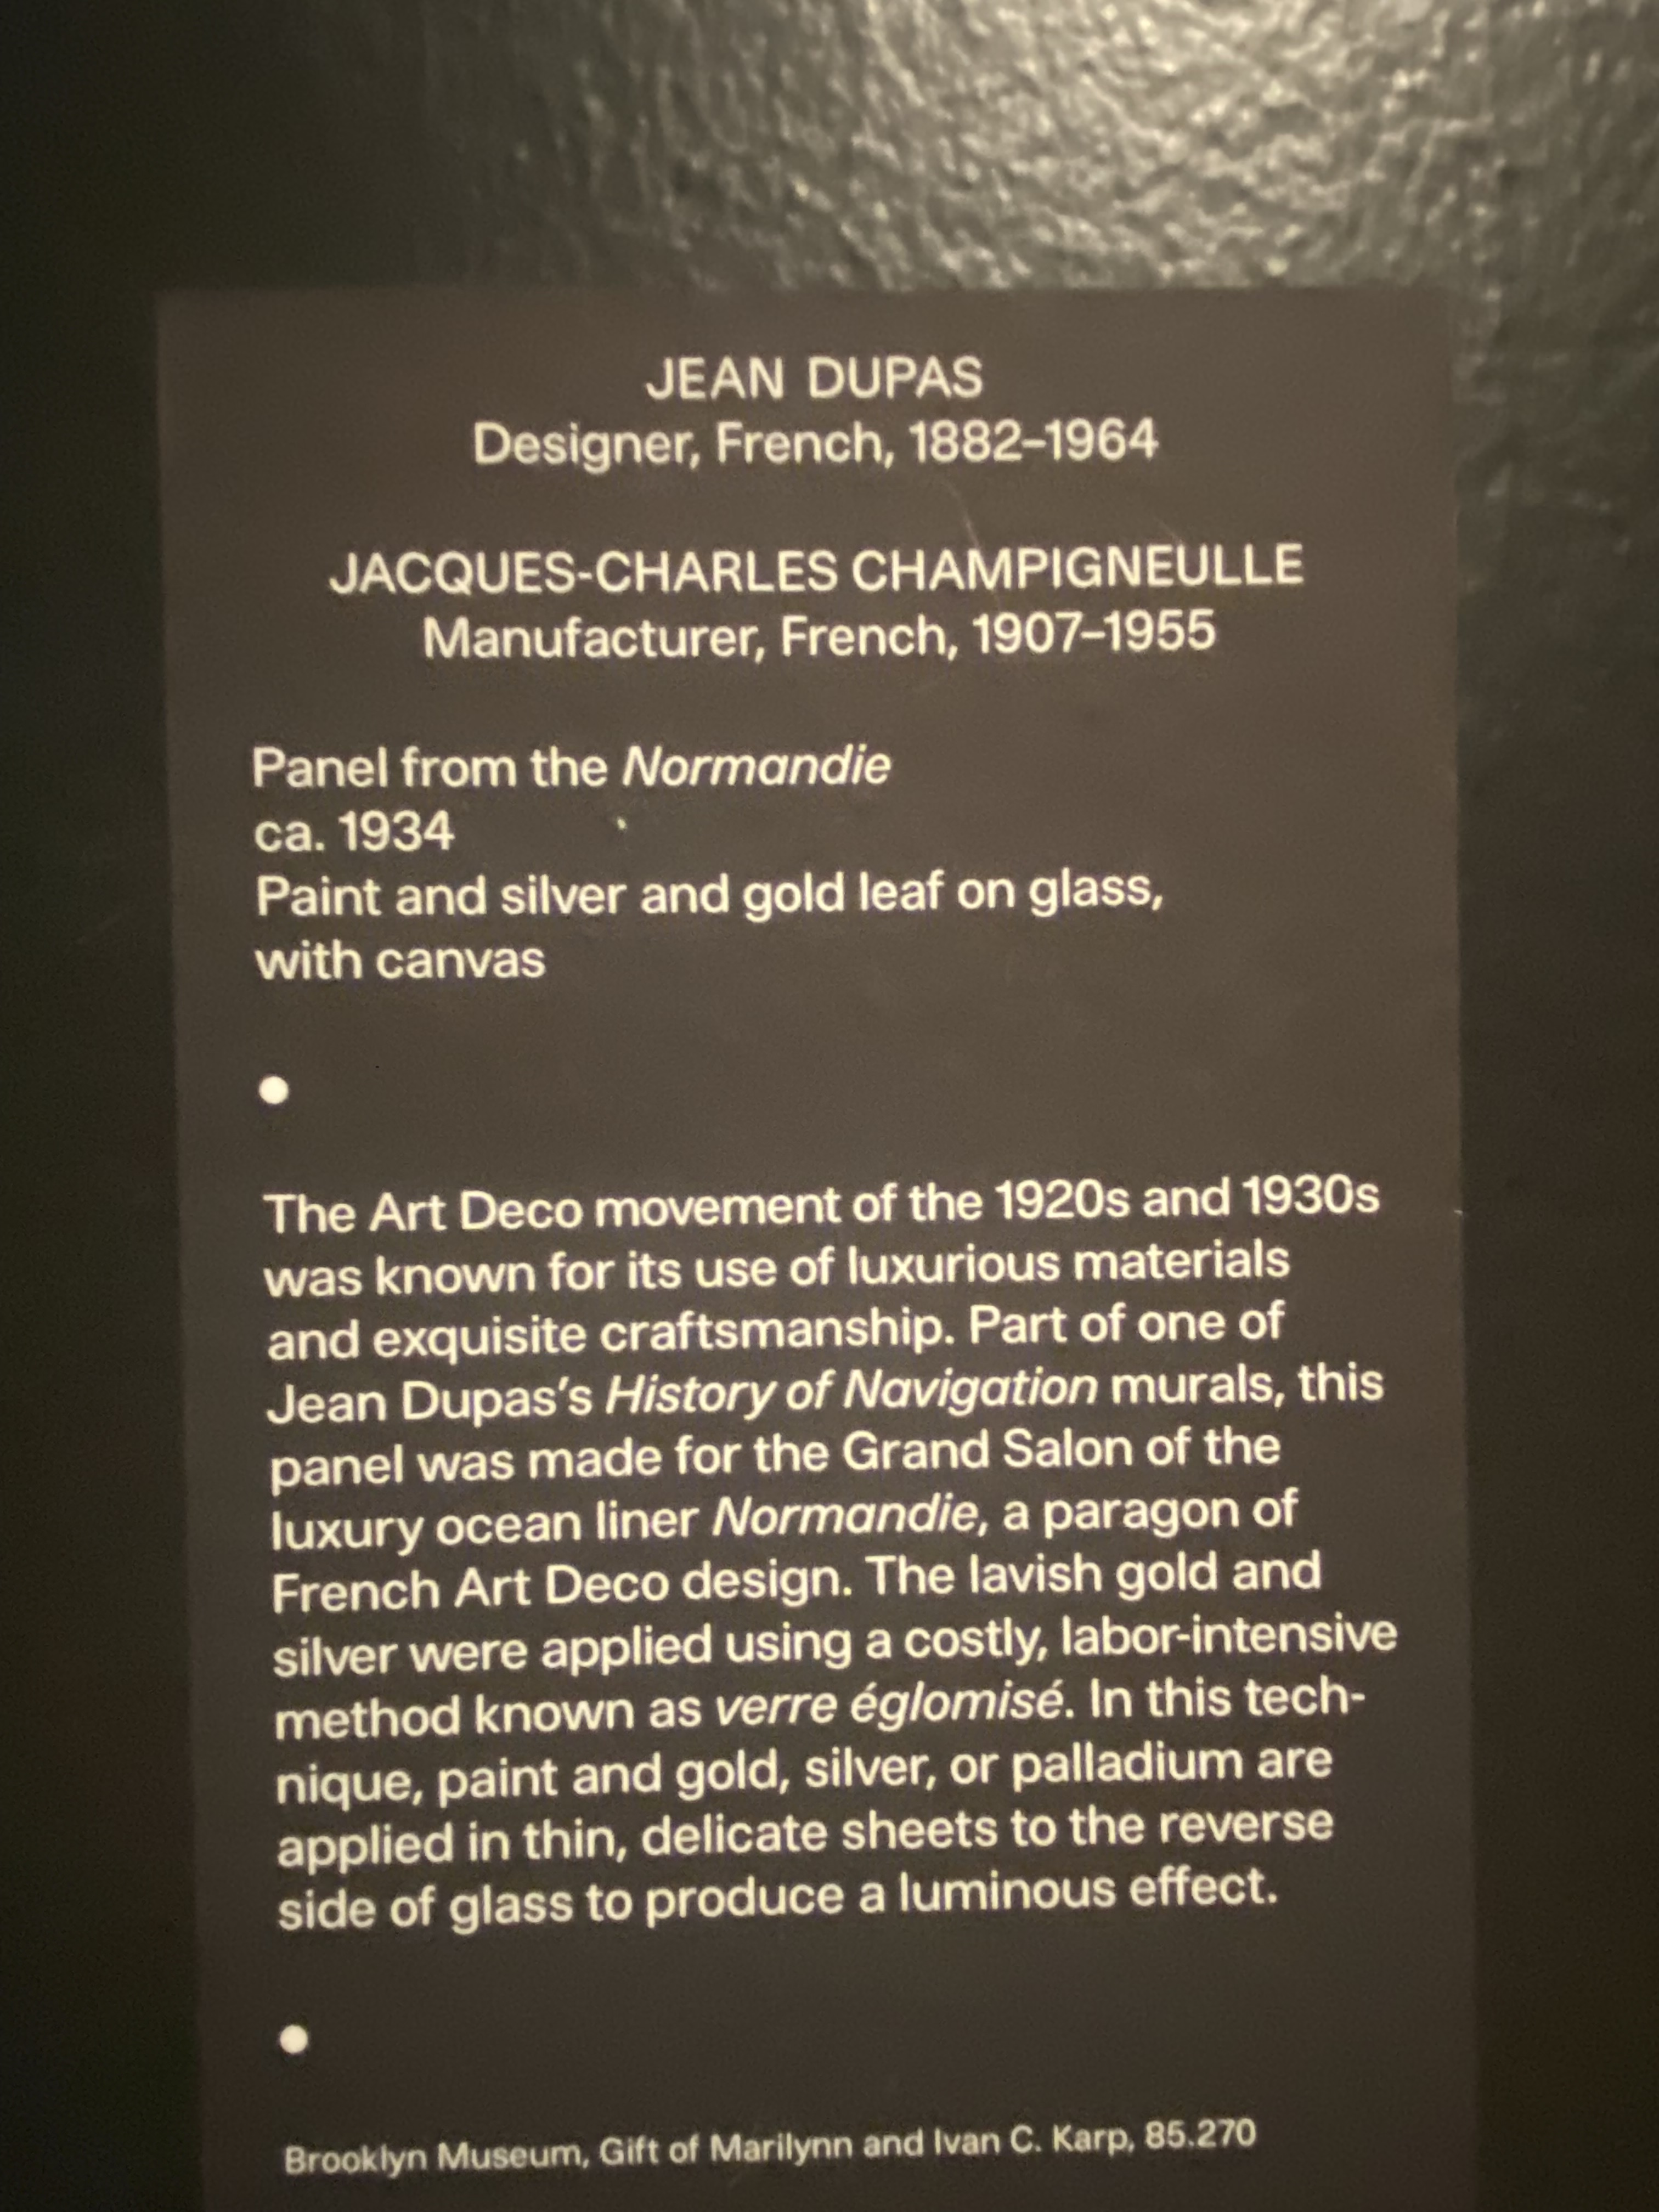 JEAN DUPAS
Designer, French, 1882–1964
JACQUES-CHARLES CHAMPIGNEULLE
Manufacturer, French, 1907–1955
Panel from the Normandie
ca. 1934
Paint and silver and gold leaf on glass,
with canvas
•
The Art Deco movement of the 1920s and 1930s
was known for its use of luxurious materials
and exquisite craftsmanship. Part of one of
Jean Dupas's History of Navigation murals, this
panel was made for the Grand Salon of the
luxury ocean liner Normandie, a paragon of
French Art Deco design. The lavish gold and
silver were applied using a costly, labor-intensive
method known as verre églomisé. In this tech-
nique, paint and gold, silver, or palladium are
applied in thin, delicate sheets to the reverse
side of glass to produce a luminous effect.
•
Brooklyn Museum, Gift of Marilynn and Ivan C. Karp, 85.270